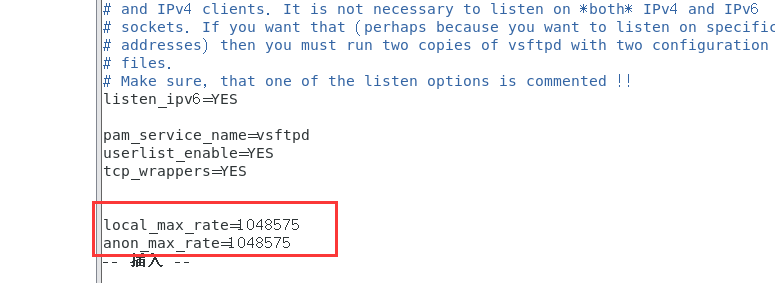 # and IPv4 clients. It is not necessary to listen on *both* IPv4 and IPv6
# sockets. If you want that (perhaps because you want to listen on specific
# addresses) then you must run two copies of vsftpd with two configuration
# files.
# Make sure, that one of the listen options is commented !!
listen_ipv6=YES
pam_service_name=vsftpd
userlist_enable=YES
tcp_wrappers=YES
local_max_rate=1048575
anon_max_rate=1048575
-- 插入 --